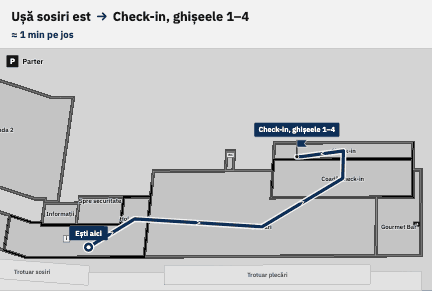 Ușă sosiri est → Check-in, ghișeele 1–4
≈ 1 min pe jos
P Parter
Check-in, ghișeele 1–4
Spre securitate
Informații
Ești aici
Gourmet Bar
Trotuar sosiri
Trotuar plecări